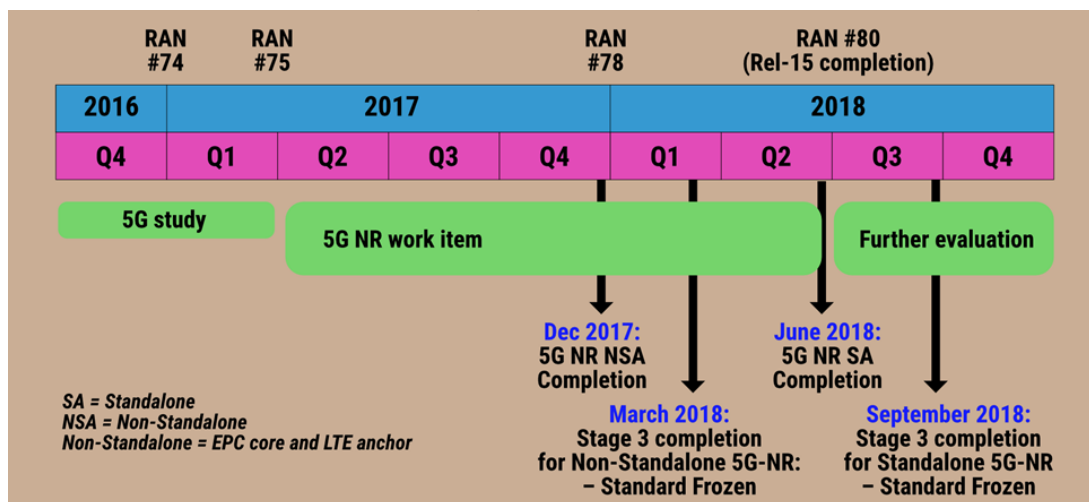 RAN
#74
RAN
#75
RAN
#78
RAN #80
(Rel-15 completion)
2016
2017
2018
Q4
Q1
Q2
Q3
Q4
Q1
Q2
Q3
Q4
5G study
5G NR work item
Further evaluation
Dec 2017:
5G NR NSA
Completion
June 2018:
5G NR SA
Completion
SA = Standalone
NSA = Non-Standalone
Non-Standalone = EPC core and LTE anchor
March 2018:
Stage 3 completion
for Non-Standalone 5G-NR:
– Standard Frozen
September 2018:
Stage 3 completion
for Standalone 5G-NR
– Standard Frozen